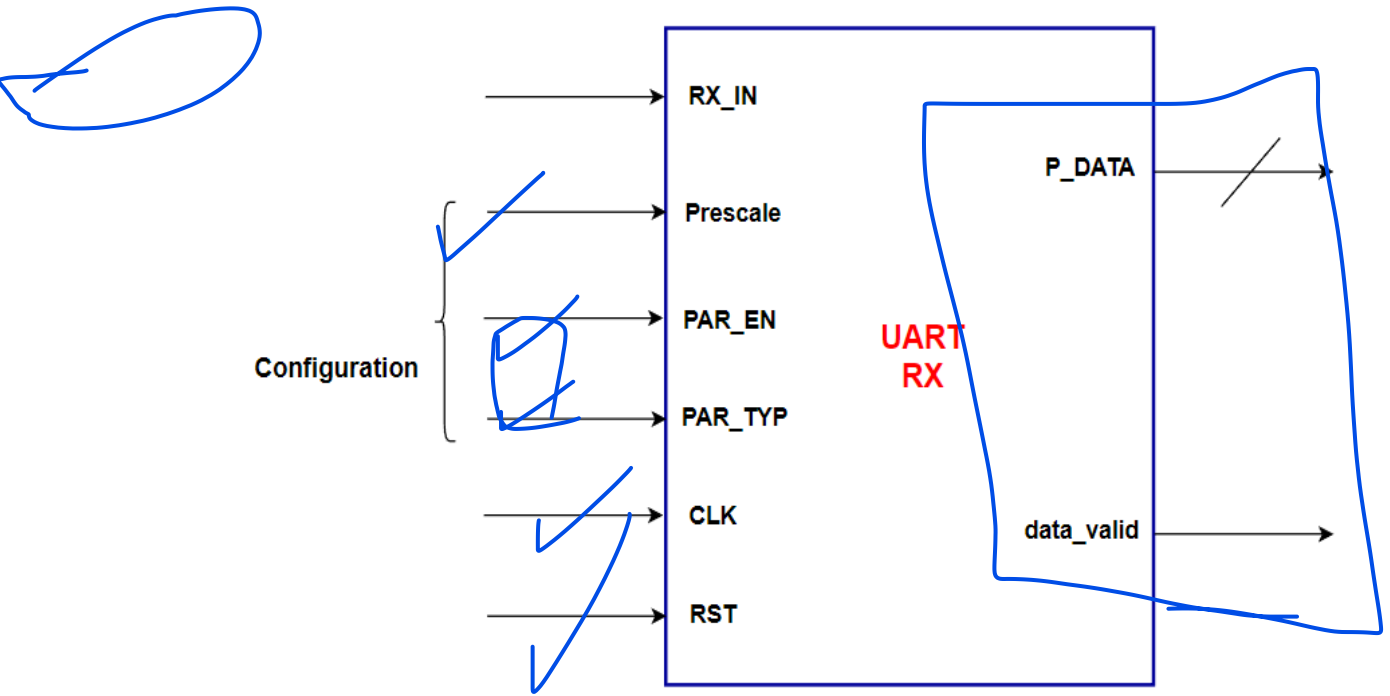 RX_IN
P_DATA
Prescale
PAR_EN
UART
RX
Configuration
PAR_TYP
CLK
data_valid
RST